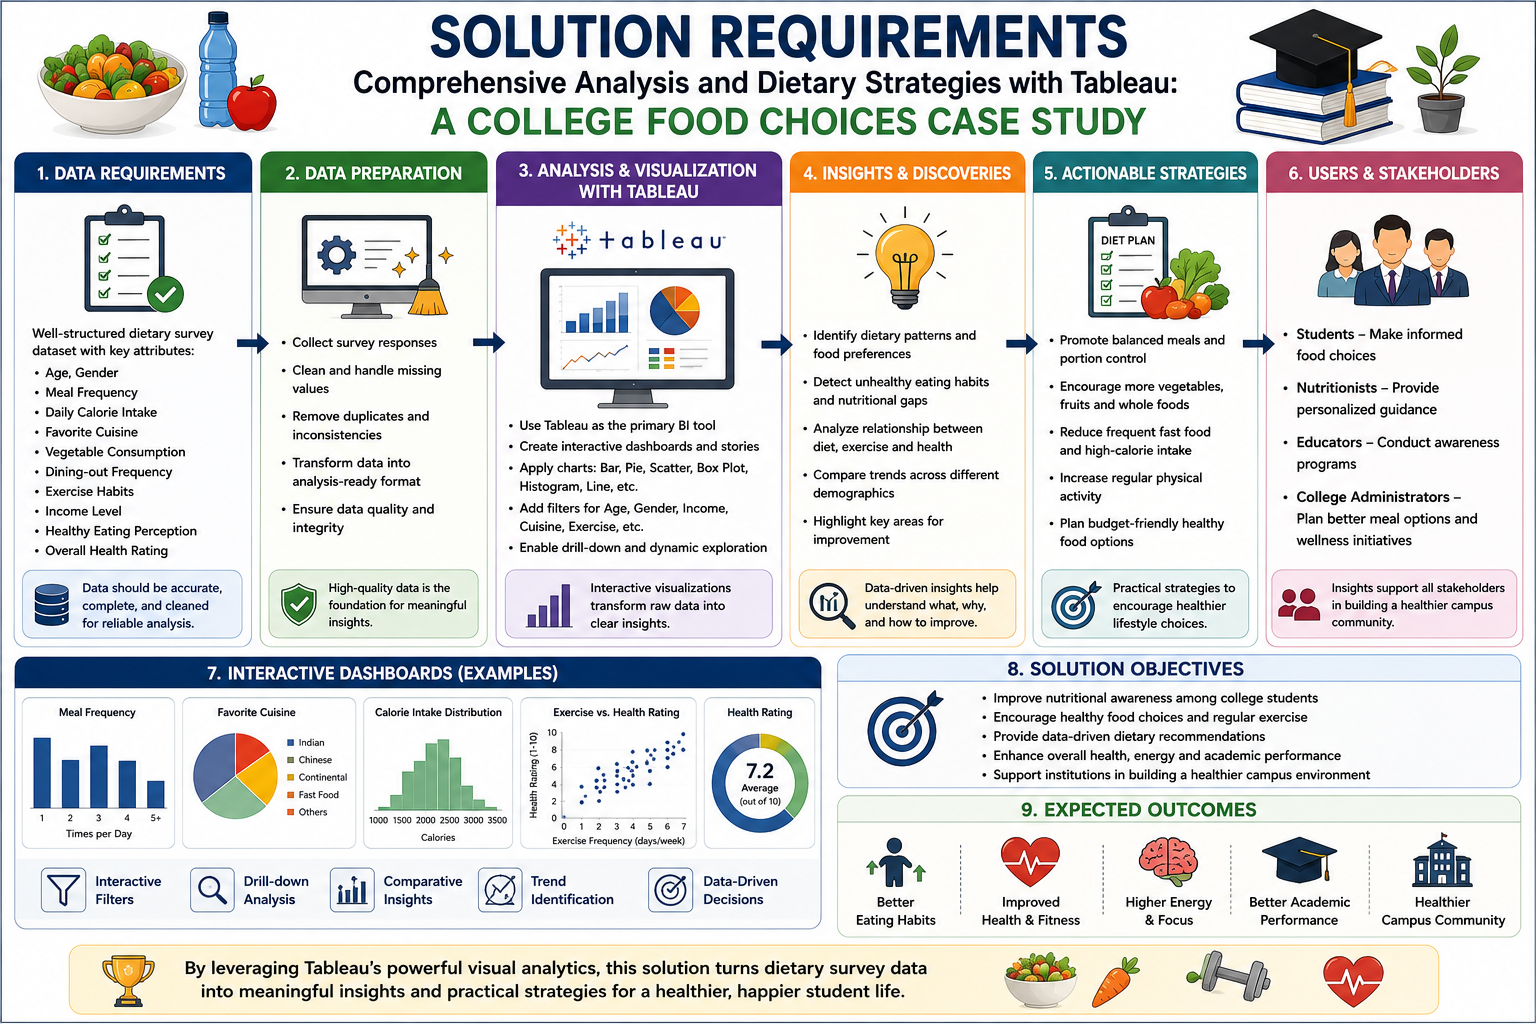 SOLUTION REQUIREMENTS
Comprehensive Analysis and Dietary Strategies with Tableau:
A COLLEGE FOOD CHOICES CASE STUDY
1. DATA REQUIREMENTS
Well-structured dietary survey
dataset with key attributes:
• Age, Gender
• Meal Frequency
• Daily Calorie Intake
• Favorite Cuisine
• Vegetable Consumption
• Dining-out Frequency
• Exercise Habits
• Income Level
• Healthy Eating Perception
• Overall Health Rating
Data should be accurate,
complete, and cleaned
for reliable analysis.
2. DATA PREPARATION
• Collect survey responses
• Clean and handle missing
values
• Remove duplicates and
inconsistencies
• Transform data into
analysis-ready format
• Ensure data quality and
integrity
High-quality data is the
foundation for meaningful
insights.
3. ANALYSIS & VISUALIZATION
WITH TABLEAU
tableau
• Use Tableau as the primary BI tool
• Create interactive dashboards and stories
• Apply charts: Bar, Pie, Scatter, Box Plot,
Histogram, Line, etc.
• Add filters for Age, Gender, Income,
Cuisine, Exercise, etc.
• Enable drill-down and dynamic exploration
Interactive visualizations
transform raw data into
clear insights.
4. INSIGHTS & DISCOVERIES
• Identify dietary patterns and
food preferences
• Detect unhealthy eating habits
and nutritional gaps
• Analyze relationship between
diet, exercise and health
• Compare trends across different
demographics
• Highlight key areas for
improvement
Data-driven insights help
understand what, why,
and how to improve.
5. ACTIONABLE STRATEGIES
DIET PLAN
• Promote balanced meals and
portion control
• Encourage more vegetables,
fruits and whole foods
• Reduce frequent fast food
and high-calorie intake
• Increase regular physical
activity
• Plan budget-friendly healthy
food options
Practical strategies to
encourage healthier
lifestyle choices.
6. USERS & STAKEHOLDERS
• Students – Make informed
food choices
• Nutritionists – Provide
personalized guidance
• Educators – Conduct awareness
programs
• College Administrators –
Plan better meal options and
wellness initiatives
Insights support all stakeholders
in building a healthier campus
community.
7. INTERACTIVE DASHBOARDS (EXAMPLES)
Meal Frequency
1 2 3 4 5+
Times per Day
Favorite Cuisine
Indian
Chinese
Continental
Fast Food
Others
Calorie Intake Distribution
1000 1500 2000 2500 3000 3500
Calories
Exercise vs. Health Rating
Health Rating (1-10)
10
8
6
4
2
0
0 1 2 3 4 5 6 7
Exercise Frequency (days/week)
Health Rating
7.2
Average
(out of 10)
Interactive
Filters
Drill-down
Analysis
Comparative
Insights
Trend
Identification
Data-Driven
Decisions
8. SOLUTION OBJECTIVES
• Improve nutritional awareness among college students
• Encourage healthy food choices and regular exercise
• Provide data-driven dietary recommendations
• Enhance overall health, energy and academic performance
• Support institutions in building a healthier campus environment
9. EXPECTED OUTCOMES
Better
Eating Habits
Improved
Health & Fitness
Higher Energy
& Focus
Better Academic
Performance
Healthier
Campus Community
By leveraging Tableau's powerful visual analytics, this solution turns dietary survey data
into meaningful insights and practical strategies for a healthier, happier student life.